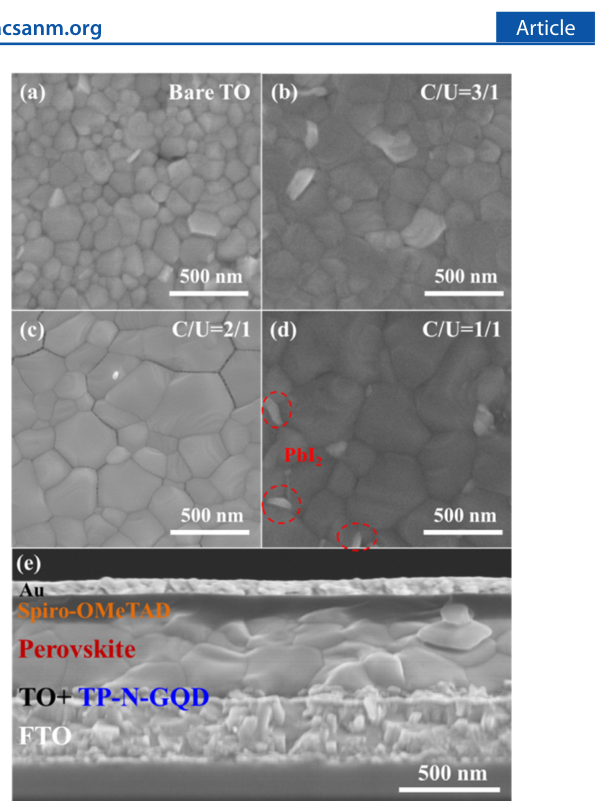 acsanm.org
Article
(a) Bare TO
500 nm
(b) C/U=3/1
500 nm
(c) C/U=2/1
500 nm
(d) C/U=1/1
PhI₂
500 nm
(e)
Au
Spiro-OMeTAD
Perovskite
TO+ TP-N-GQD
FTO
500 nm